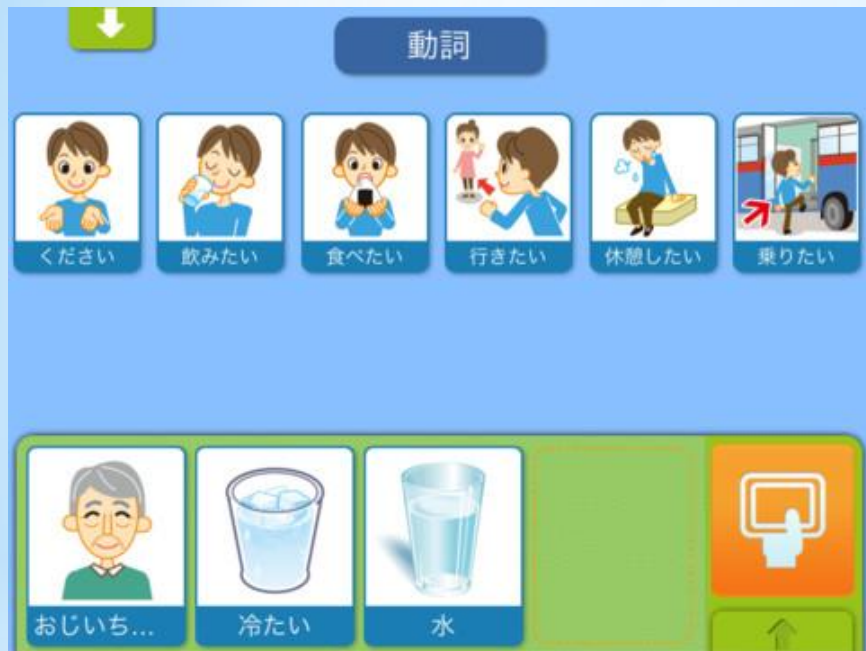 動詞
ください
飲みたい
食べたい
行きたい
休憩したい
乗りたい
おじいち...
冷たい
水